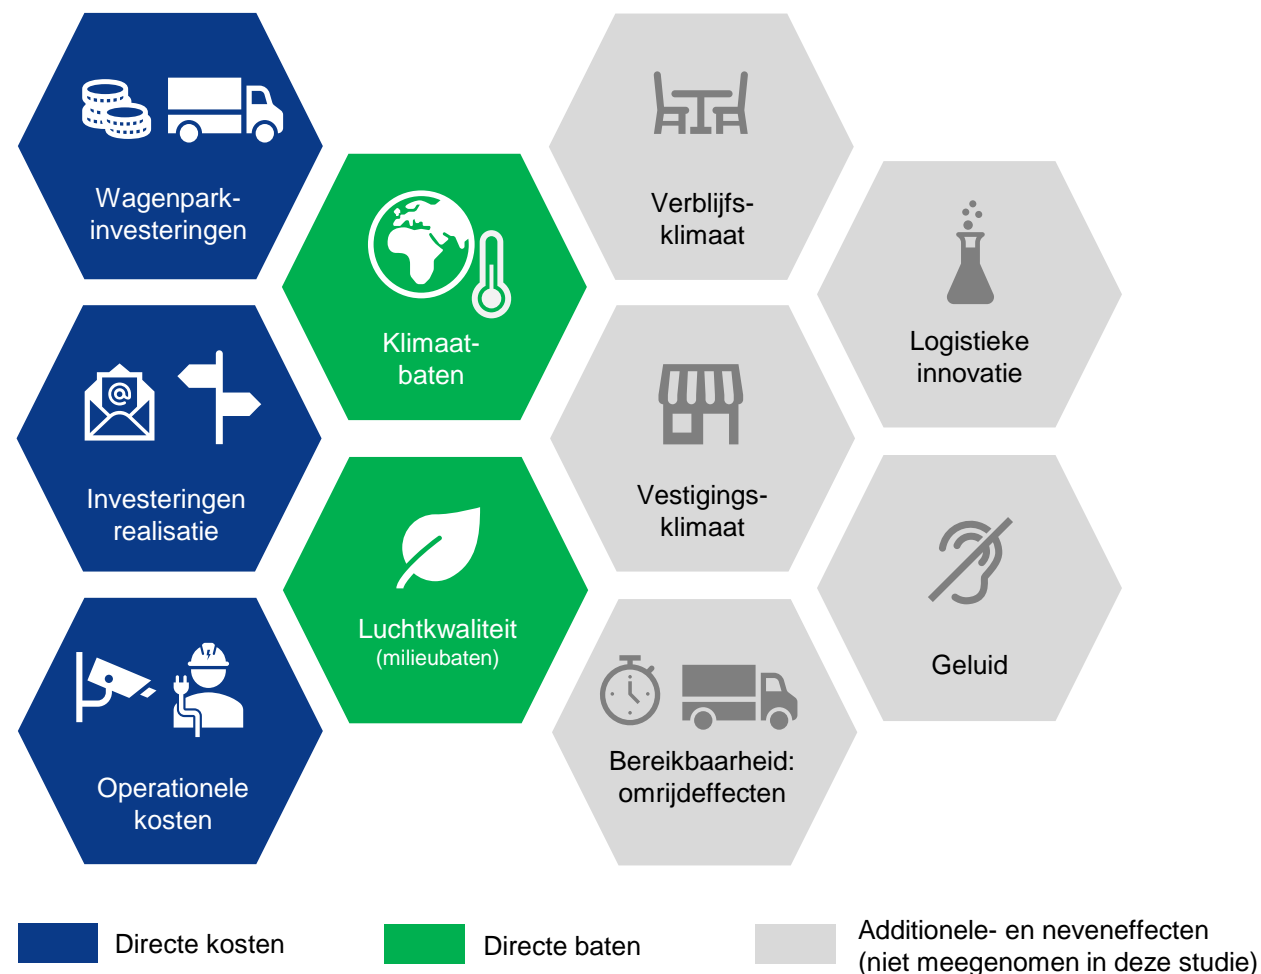 Wagenpark-
investeringen
Klimaat-
baten
Verblijfs-
klimaat
Logistieke
innovatie
@
Investeringen
realisatie
Luchtkwaliteit
(milieubaten)
Vestigings-
klimaat
Geluid
Operationele
kosten
Bereikbaarheid:
omrijdeffecten
Directe kosten
Directe baten
Additionele- en neveneffecten
(niet meegenomen in deze studie)